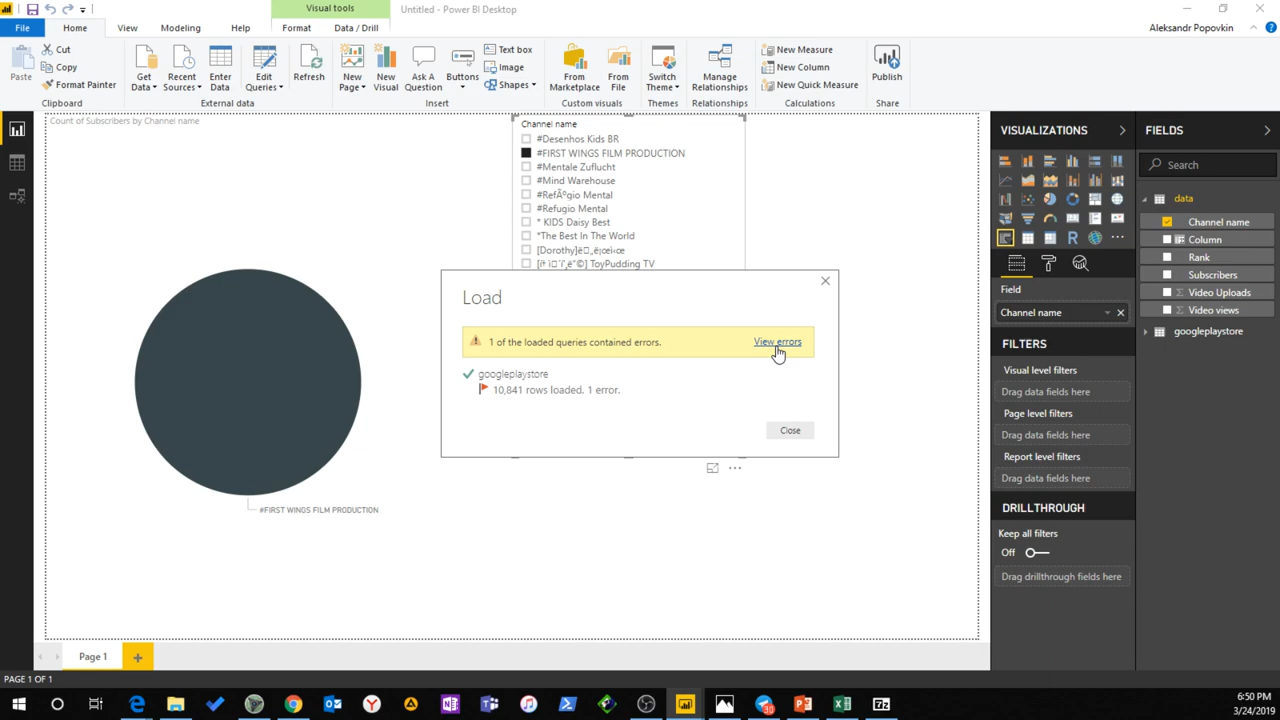 Visual tools
Untitled - Power BI Desktop
File
Home
View
Modeling
Help
Format
Data / Drill
Aleksandr Popovkin
Paste
Cut
Copy
Format Painter
Clipboard
Get Data
Recent Sources
Enter Data
Edit Queries
Refresh
External data
New Page
New Visual
Ask A Question
Buttons
Text box
Image
Shapes
Insert
From Marketplace
From File
Custom visuals
Switch Theme
Themes
Manage Relationships
Relationships
New Measure
New Column
New Quick Measure
Calculations
Publish
Share
Count of Subscribers by Channel name
Channel name
#Desenhos Kids BR
#FIRST WINGS FILM PRODUCTION
#Mentale Zuflucht
#Mind Warehouse
#RefÃºgio Mental
#Refugio Mental
* KIDS Daisy Best
*The Best In The World
ToyPudding TV
#FIRST WINGS FILM PRODUCTION
Load
1 of the loaded queries contained errors.
View errors
googleplaystore
10,841 rows loaded. 1 error.
Close
VISUALIZATIONS
Field
Channel name
FILTERS
Visual level filters
Drag data fields here
Page level filters
Drag data fields here
Report level filters
Drag data fields here
DRILLTHROUGH
Keep all filters
Off
Drag drillthrough fields here
FIELDS
Search
data
Channel name
Column
Rank
Subscribers
Video Uploads
Video views
googleplaystore
Page 1
PAGE 1 OF 1
6:50 PM
3/24/2019